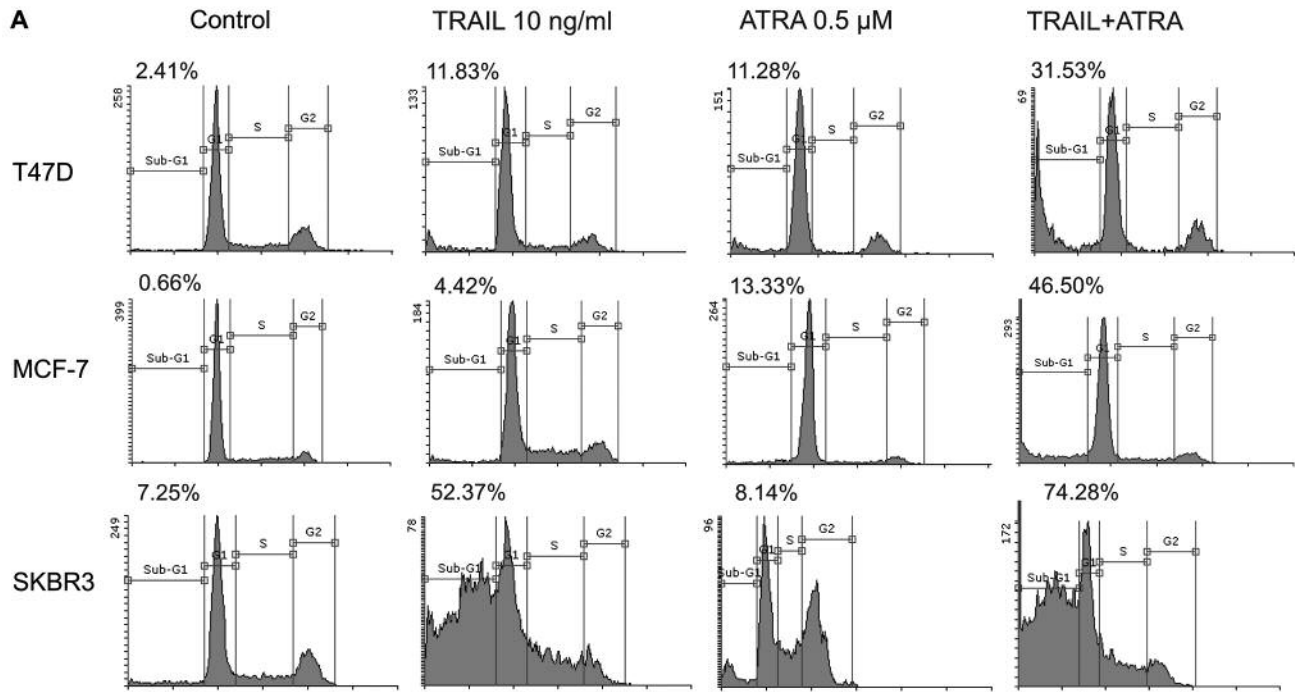 A
Control
TRAIL 10 ng/ml
ATRA 0.5 µM
TRAIL+ATRA
T47D
2.41%
258
Sub-G1
G1
S
G2
11.83%
133
Sub-G1
G1
S
G2
11.28%
151
Sub-G1
G1
S
G2
31.53%
69
Sub-G1
G1
S
G2
MCF-7
0.66%
399
Sub-G1
G1
S
G2
4.42%
184
Sub-G1
G1
S
G2
13.33%
264
Sub-G1
G1
S
G2
46.50%
293
Sub-G1
G1
S
G2
SKBR3
7.25%
249
Sub-G1
G1
S
G2
52.37%
78
Sub-G1
G1
S
G2
8.14%
96
Sub-G1
G1
S
G2
74.28%
172
Sub-G1
G1
S
G2